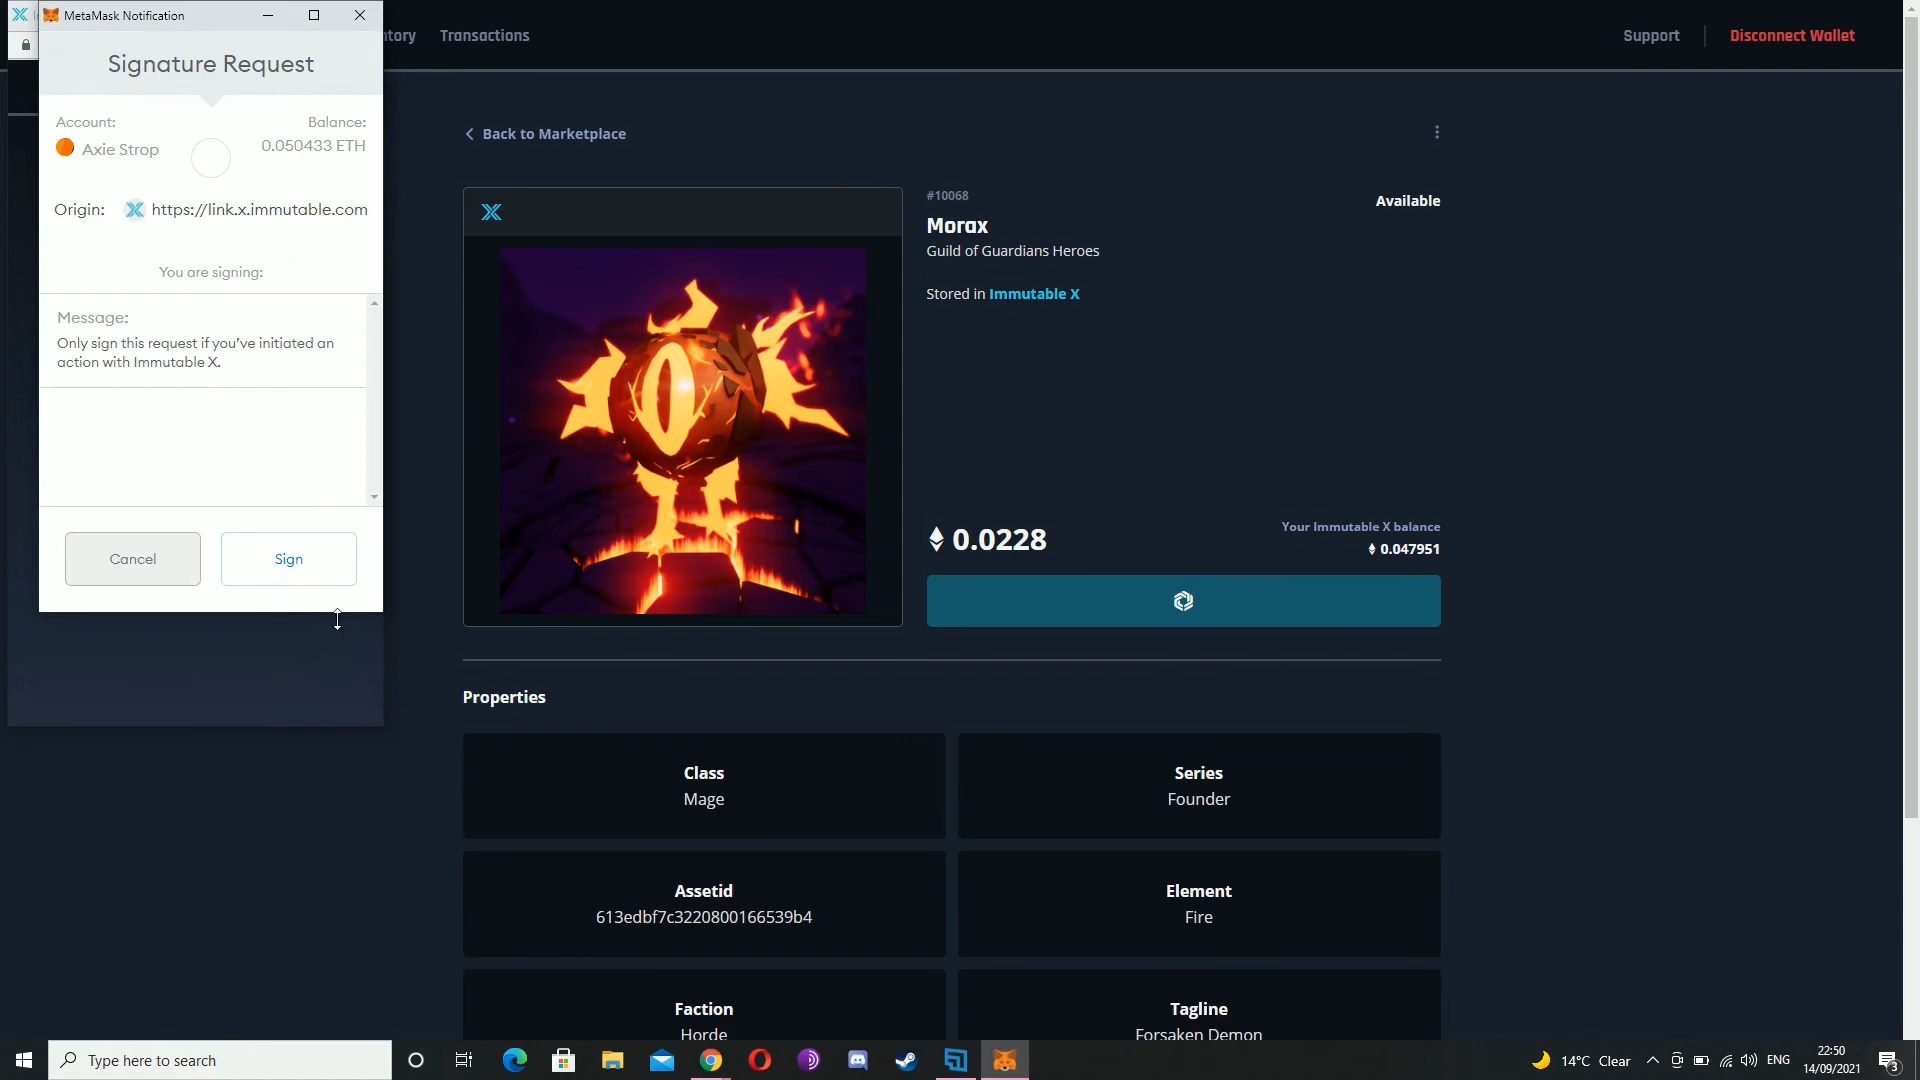 MetaMask Notification
Signature Request
Account:
Balance:
Axie Strop
0.050433 ETH
Origin:
https://link.x.immutable.com
You are signing:
Message:
Only sign this request if you've initiated an
action with Immutable X.
Cancel
Sign
Transactions
Support
Disconnect Wallet
Back to Marketplace
#10068
Available
Morax
Guild of Guardians Heroes
Stored in Immutable X
0.0228
Your Immutable X balance
0.047951
Properties
Class
Mage
Series
Founder
Assetid
613edbf7c3220800166539b4
Element
Fire
Faction
Horde
Tagline
Forsaken Demon
Type here to search
14°C Clear
ENG
22:50
14/09/2021
3